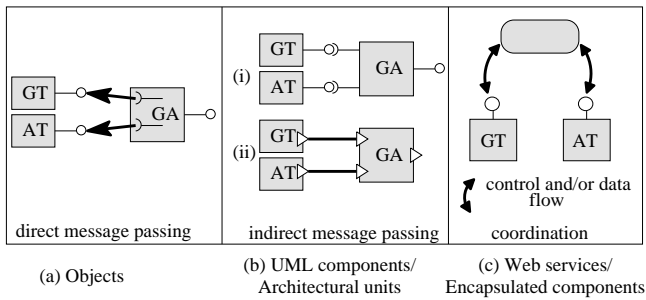 GT
AT
GA
direct message passing
(a) Objects
(i)
GT
AT
GA
(ii)
GT
AT
GA
indirect message passing
(b) UML components/
Architectural units
GT
AT
control and/or data
flow
coordination
(c) Web services/
Encapsulated components